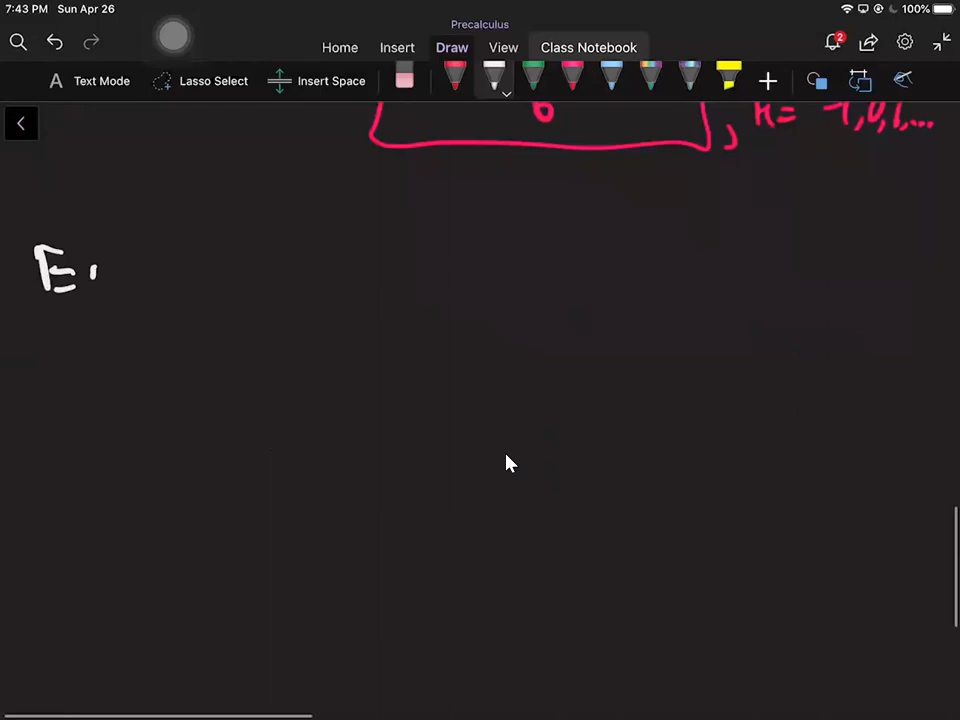 7:43 PM Sun Apr 26
100%
Precalculus
Home Insert Draw View Class Notebook
2
A Text Mode Lasso Select Insert Space
6
, k= -1,0,1,...
E